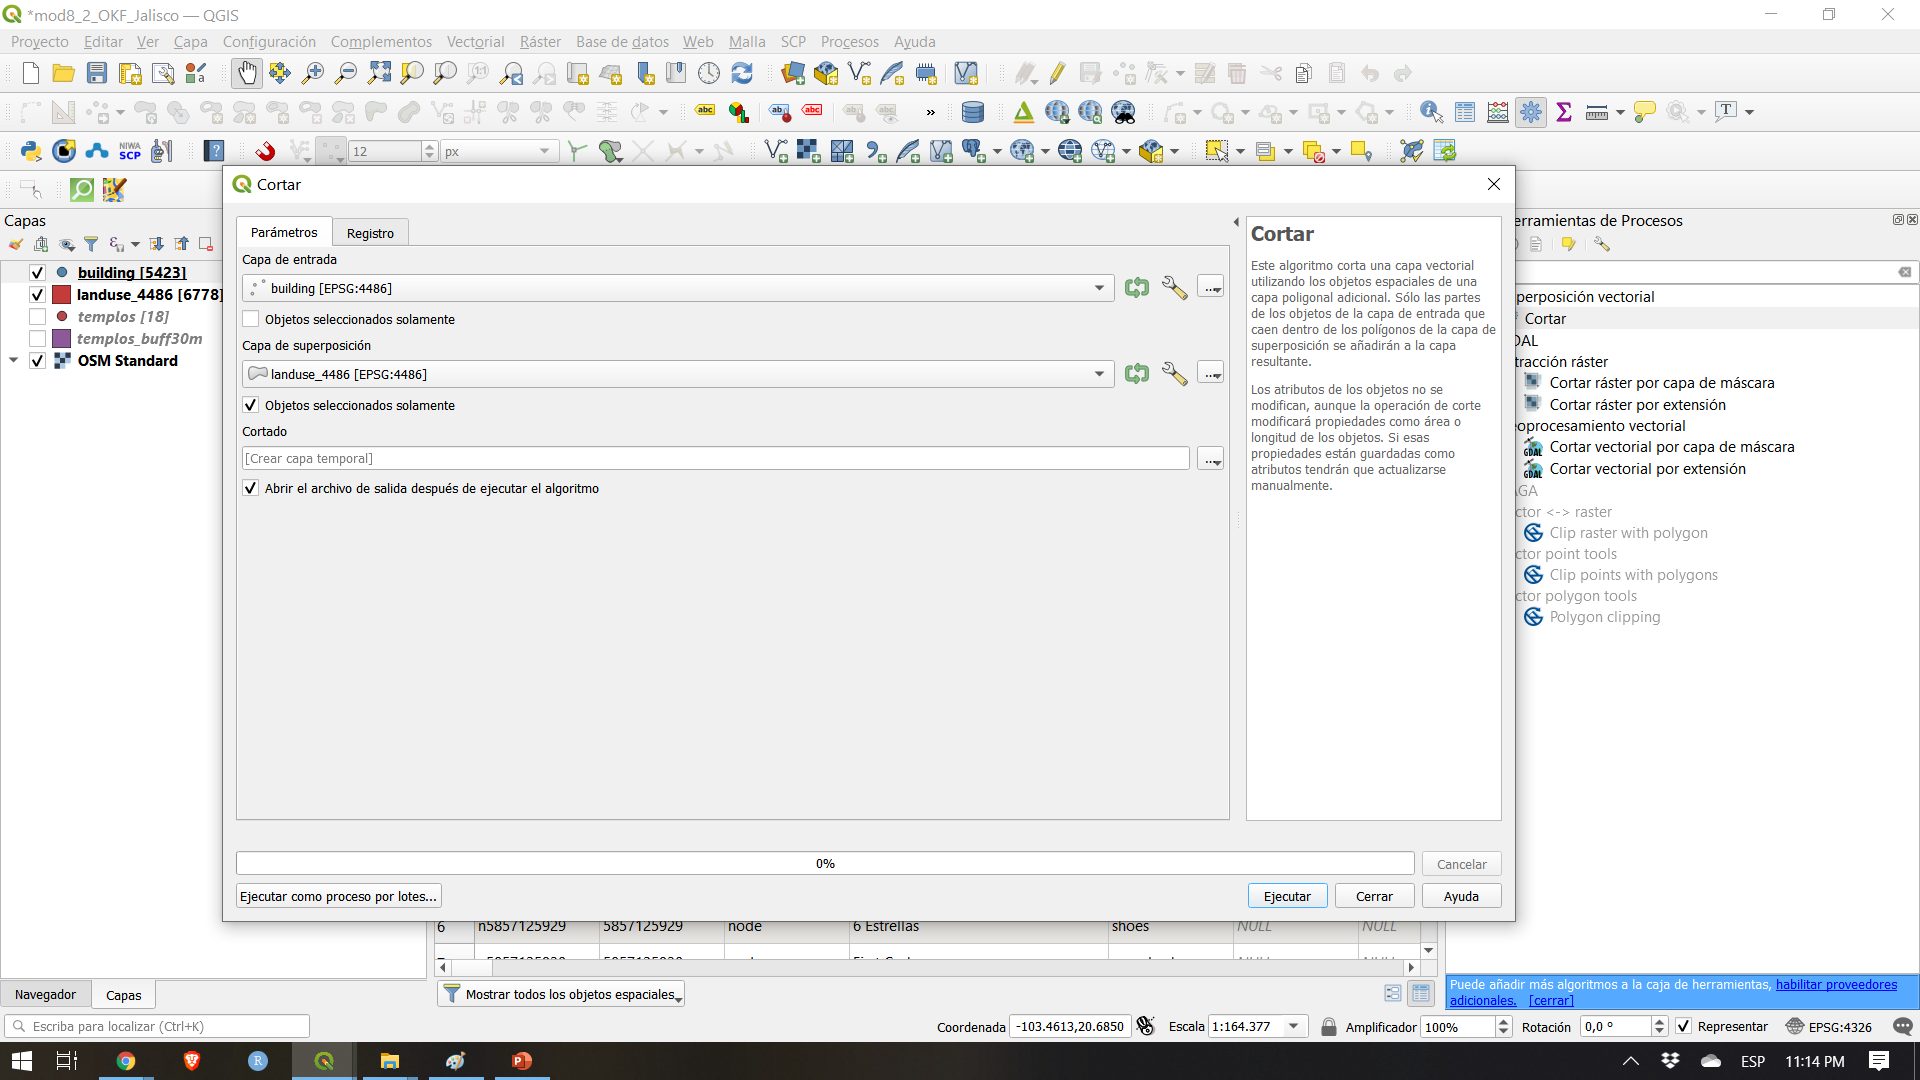 *mod8_2_OKF_Jalisco — QGIS
Proyecto Editar Ver Capa Configuración Complementos Vectorial Ráster Base de datos Web Malla SCP Procesos Ayuda
abc abc abc
»
NIWA
SCP
12 px
Capas
building [5423]
landuse_4486 [6778]
templos [18]
templos_buff30m
OSM Standard
Navegador Capas
Cortar
Parámetros Registro
Capa de entrada
building [EPSG:4486]
Objetos seleccionados solamente
Capa de superposición
landuse_4486 [EPSG:4486]
Objetos seleccionados solamente
Cortado
[Crear capa temporal]
Abrir el archivo de salida después de ejecutar el algoritmo
Cortar
Este algoritmo corta una capa vectorial
utilizando los objetos espaciales de una
capa poligonal adicional. Sólo las partes
de los objetos de la capa de entrada que
caen dentro de los polígonos de la capa de
superposición se añadirán a la capa
resultante.
Los atributos de los objetos no se
modifican, aunque la operación de corte
modificará propiedades como área o
longitud de los objetos. Si esas
propiedades están guardadas como
atributos tendrán que actualizarse
manualmente.
0%
Cancelar
Ejecutar como proceso por lotes...
Ejecutar Cerrar Ayuda
6 n5857125929 5857125929 node 6 Estrellas shoes NULL NULL
Mostrar todos los objetos espaciales
erramientas de Procesos
perposición vectorial
Cortar
DAL
tracción ráster
Cortar ráster por capa de máscara
Cortar ráster por extensión
oprocesamiento vectorial
GDAL Cortar vectorial por capa de máscara
GDAL Cortar vectorial por extensión
AGA
ctor <-> raster
Clip raster with polygon
ctor point tools
Clip points with polygons
ctor polygon tools
Polygon clipping
Puede añadir más algoritmos a la caja de herramientas, habilitar proveedores
adicionales. [cerrar]
Escriba para localizar (Ctrl+K)
Coordenada -103.4613,20.6850 Escala 1:164.377 Amplificador 100% Rotación 0,0 ° Representar EPSG:4326
ESP 11:14 PM